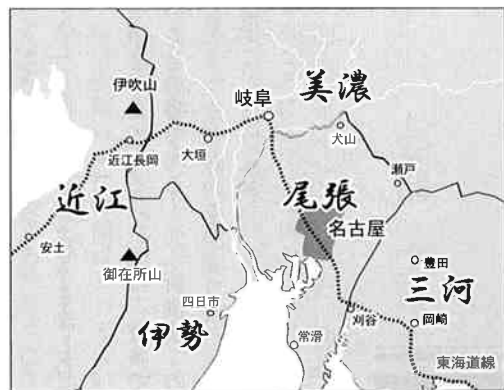 伊吹山
岐阜
美濃
犬山
近江長岡
大垣
瀬戸
近江
尾張
名古屋
安土
御在所山
豊田
三河
四日市
伊勢
刈谷
岡崎
常滑
東海道線